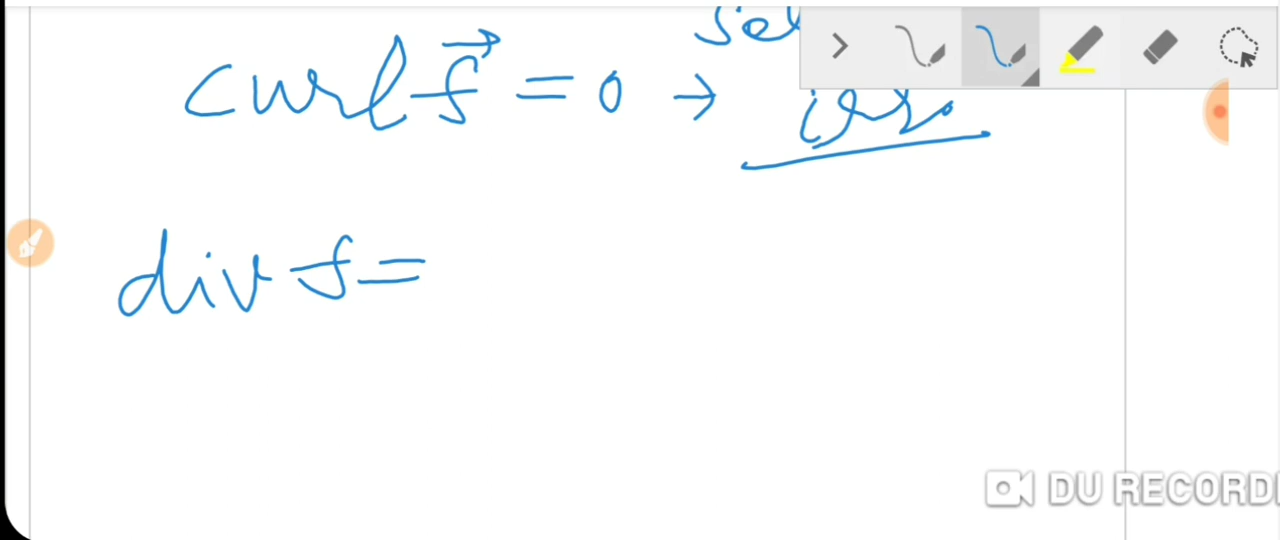 curl f⃗ = 0 →
div f =
DU RECORD